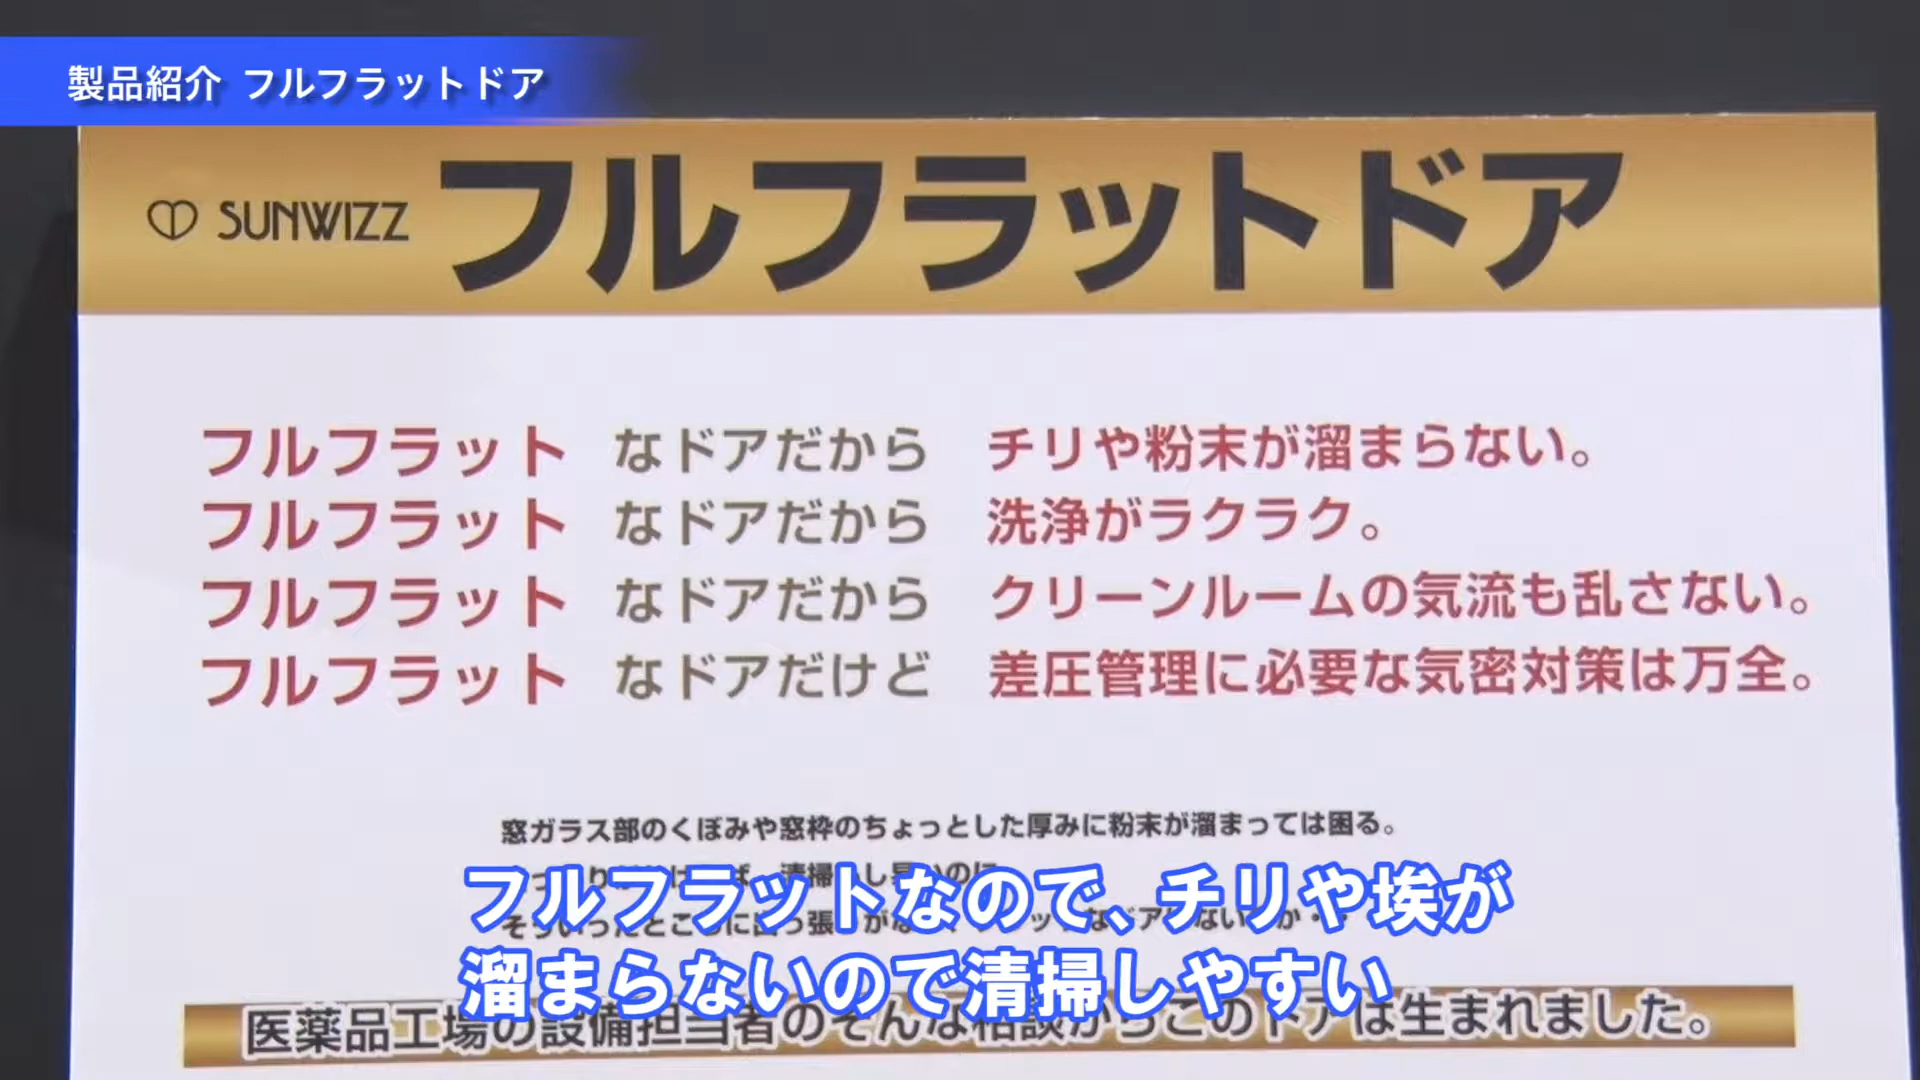 製品紹介 フルフラットドア
SUNWIZZ フルフラットドア
フルフラット なドアだから チリや粉末が溜まらない。
フルフラット なドアだから 洗浄がラクラク。
フルフラット なドアだから クリーンルームの気流も乱さない。
フルフラット なドアだけど 差圧管理に必要な気密対策は万全。
窓ガラス部のくぼみや窓枠のちょっとした厚みに粉末が溜まっては困る。
フルフラットなので、チリや埃が
溜まらないので清掃しやすい
医薬品工場の設備担当者のそんな相談からこのドアは生まれました。